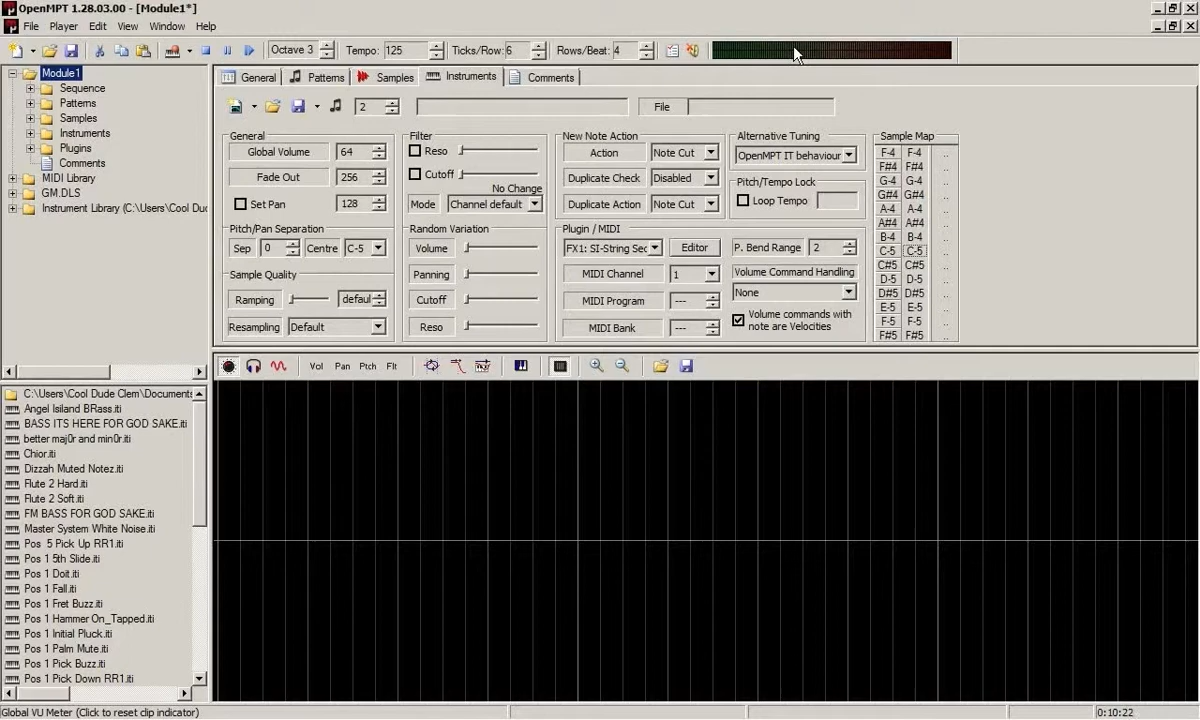 OpenMPT 1.28.03.00 - [Module1*]
File Player Edit View Window Help
Octave 3 Tempo: 125 Ticks/Row: 6 Rows/Beat: 4
Module1
Sequence
Patterns
Samples
Instruments
Plugins
Comments
MIDI Library
GM.DLS
Instrument Library (C:\Users\Cool Duc
General Patterns Samples Instruments Comments
2 File
General
Global Volume 64
Fade Out 256
Set Pan 128
Pitch/Pan Separation
Sep 0 Centre C-5
Sample Quality
Ramping defaul
Resampling Default
Filter
Reso
Cutoff
No Change
Mode Channel default
Random Variation
Volume
Panning
Cutoff
Reso
New Note Action
Action Note Cut
Duplicate Check Disabled
Duplicate Action Note Cut
Plugin / MIDI
FX1: SI-String Sec Editor
MIDI Channel 1
MIDI Program ---
MIDI Bank ---
Alternative Tuning
OpenMPT IT behaviour
Pitch/Tempo Lock
Loop Tempo
P. Bend Range 2
Volume Command Handling
None
Volume commands with
note are Velocities
Sample Map
F-4 F-4 ..
F#4 F#4 ..
G-4 G-4 ..
G#4 G#4 ..
A-4 A-4 ..
A#4 A#4 ..
B-4 B-4 ..
C-5 C-5 ..
C#5 C#5 ..
D-5 D-5 ..
D#5 D#5 ..
E-5 E-5 ..
F-5 F-5 ..
F#5 F#5 ..
Vol Pan Ptch Flt
C:\Users\Cool Dude Clem\Documents
Angel Isiland BRass.iti
BASS ITS HERE FOR GOD SAKE.iti
better maj0r and min0r.iti
Chior.iti
Dizzah Muted Notez.iti
Flute 2 Hard.iti
Flute 2 Soft.iti
FM BASS FOR GOD SAKE.iti
Master System White Noise.iti
Pos 5 Pick Up RR1.iti
Pos 1 5th Slide.iti
Pos 1 Doit.iti
Pos 1 Fall.iti
Pos 1 Fret Buzz.iti
Pos 1 Hammer On_Tapped.iti
Pos 1 Initial Pluck.iti
Pos 1 Palm Mute.iti
Pos 1 Pick Buzz.iti
Pos 1 Pick Down RR1.iti
Global VU Meter (Click to reset clip indicator) 0:10:22